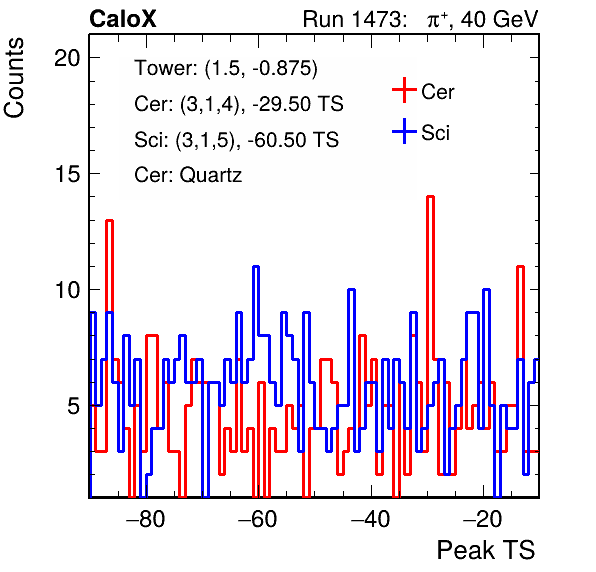 CaloX Run 1473: π+, 40 GeV
Counts
Tower: (1.5, -0.875)
Cer: (3,1,4), -29.50 TS
Sci: (3,1,5), -60.50 TS
Cer: Quartz
Cer
Sci
20
15
10
5
−80 −60 −40 −20
Peak TS